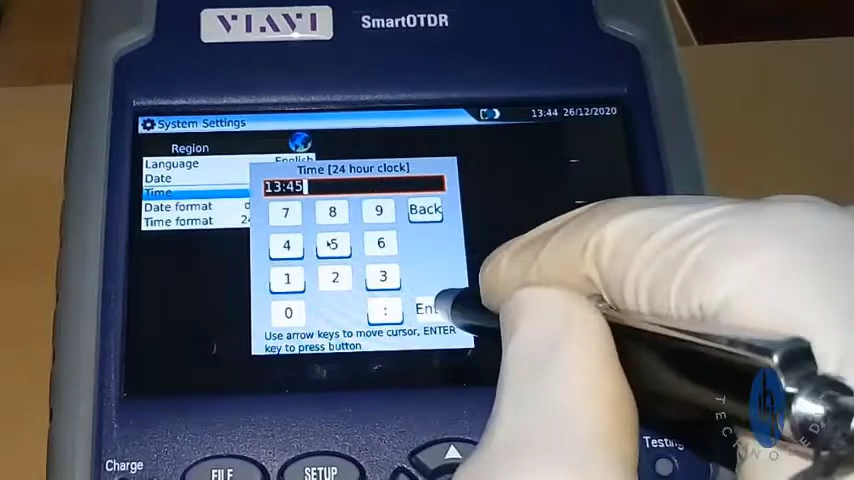 VIAVI
SmartOTDR
System Settings
13:44 26/12/2020
Region
Language
English
Date
Time
Date format
d
Time format
24
Time [24 hour clock]
13:45
7 8 9 Back
4 5 6
1 2 3
0 : Ent
Use arrow keys to move cursor, ENTER
key to press button
Charge
FILE
SETUP
Testing